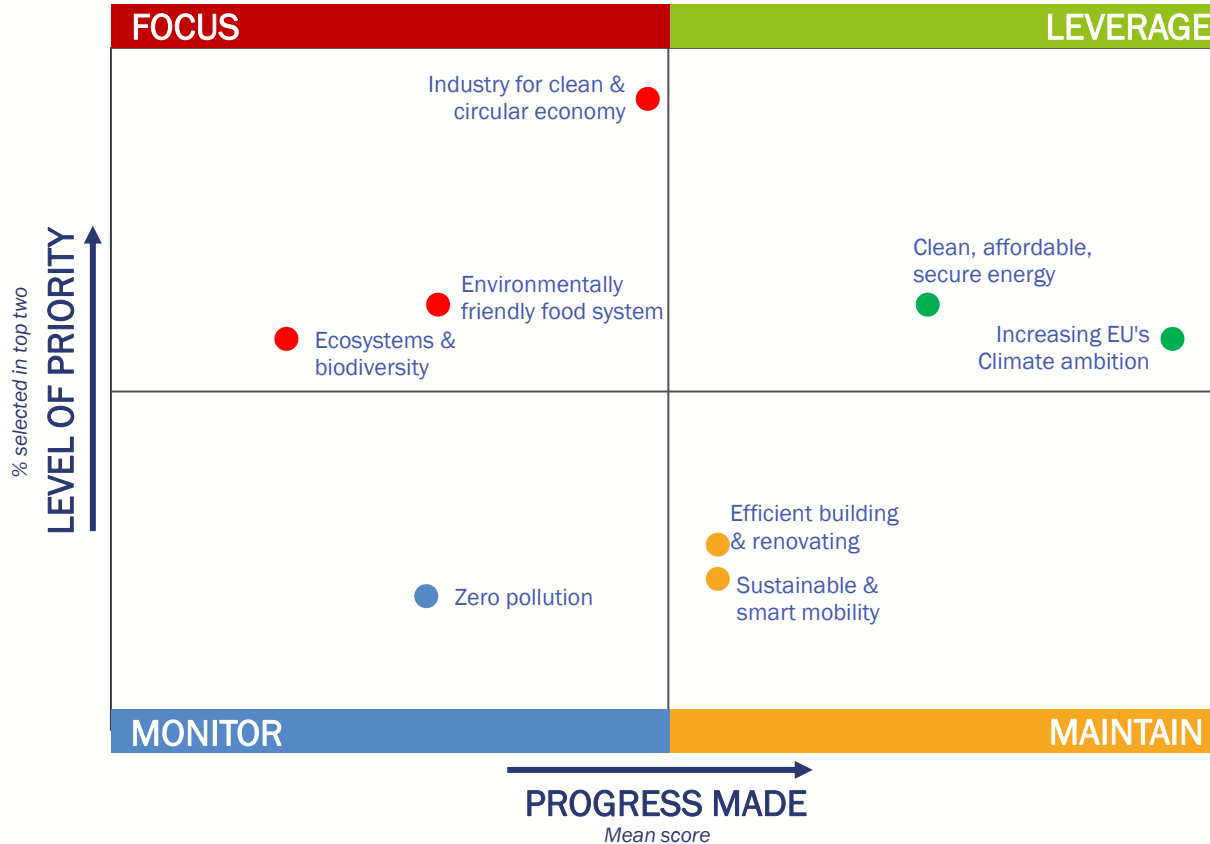 FOCUS
LEVERAGE
Industry for clean &
circular economy
Clean, affordable,
secure energy
Environmentally
friendly food system
Increasing EU's
Climate ambition
Ecosystems &
biodiversity
% selected in top two
LEVEL OF PRIORITY
Efficient building
& renovating
Sustainable &
smart mobility
Zero pollution
MONITOR
MAINTAIN
PROGRESS MADE
Mean score